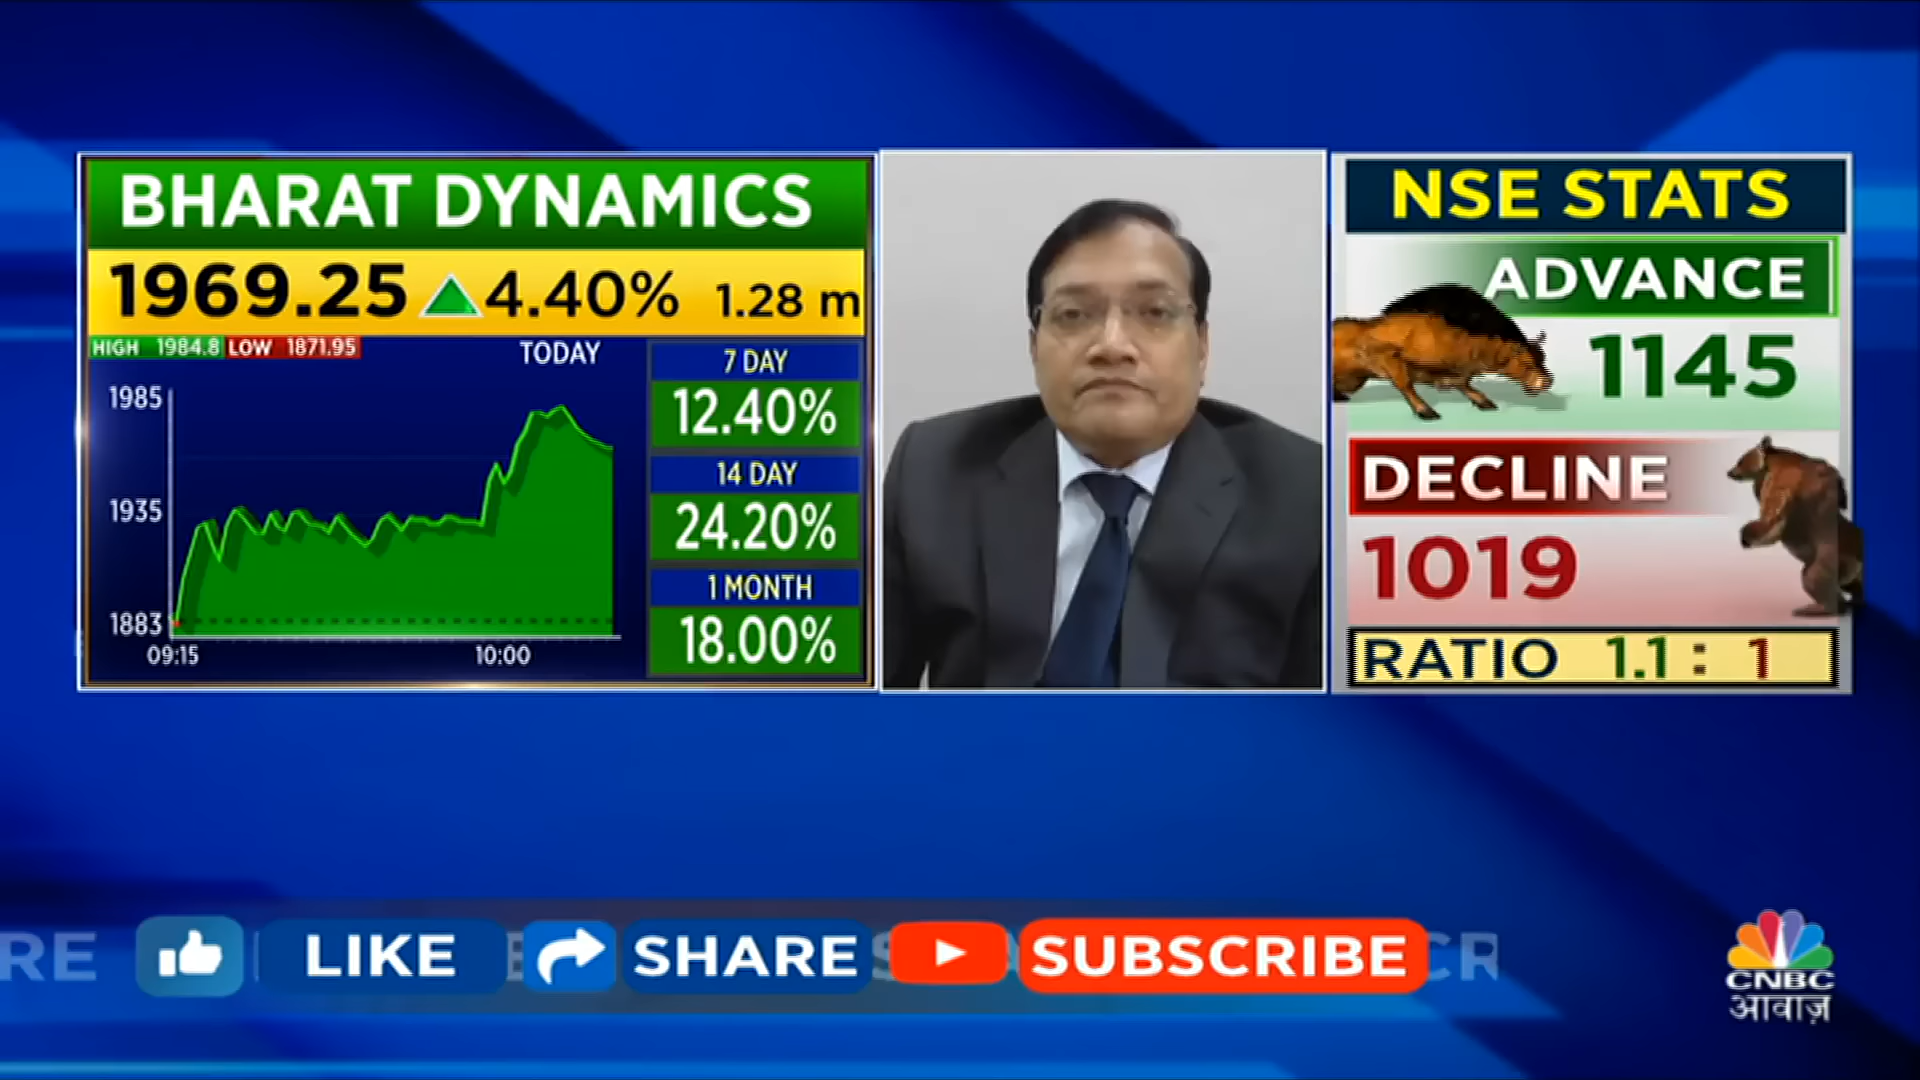 BHARAT DYNAMICS
1969.25 4.40% 1.28 m
HIGH 1984.8 LOW 1871.95
TODAY
1985
1935
1883
09:15 10:00
7 DAY
12.40%
14 DAY
24.20%
1 MONTH
18.00%
NSE STATS
ADVANCE
1145
DECLINE
1019
RATIO 1.1 : 1
RE LIKE SHARE SUBSCRIBE CR
CNBC
आवाज़